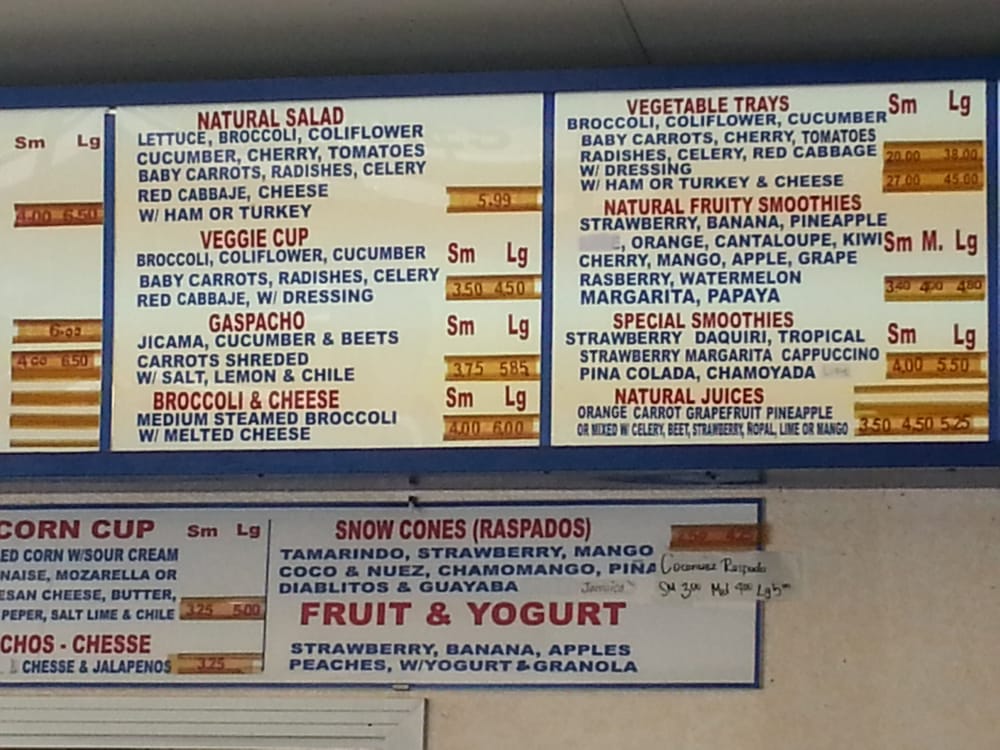 Sm Lg
4.00 6.50
4.00 6.50
NATURAL SALAD
LETTUCE, BROCCOLI, COLIFLOWER
CUCUMBER, CHERRY, TOMATOES
BABY CARROTS, RADISHES, CELERY
RED CABBAJE, CHEESE
W/ HAM OR TURKEY 5.99
VEGGIE CUP
BROCCOLI, COLIFLOWER, CUCUMBER Sm Lg
BABY CARROTS, RADISHES, CELERY
RED CABBAJE, W/ DRESSING 3.50 4.50
GASPACHO
JICAMA, CUCUMBER & BEETS Sm Lg
CARROTS SHREDED
W/ SALT, LEMON & CHILE 3.75 5.85
BROCCOLI & CHEESE Sm Lg
MEDIUM STEAMED BROCCOLI
W/ MELTED CHEESE 4.00 6.00
VEGETABLE TRAYS Sm Lg
BROCCOLI, COLIFLOWER, CUCUMBER
BABY CARROTS, CHERRY, TOMATOES
RADISHES, CELERY, RED CABBAGE 20.00 38.00
W/ DRESSING
W/ HAM OR TURKEY & CHEESE 27.00 45.00
NATURAL FRUITY SMOOTHIES
STRAWBERRY, BANANA, PINEAPPLE
, ORANGE, CANTALOUPE, KIWI Sm M. Lg
CHERRY, MANGO, APPLE, GRAPE
RASBERRY, WATERMELON 3.40 4.00 4.80
MARGARITA, PAPAYA
SPECIAL SMOOTHIES
STRAWBERRY DAQUIRI, TROPICAL Sm Lg
STRAWBERRY MARGARITA CAPPUCCINO
PINA COLADA, CHAMOYADA 4.00 5.50
NATURAL JUICES
ORANGE CARROT GRAPEFRUIT PINEAPPLE
OR MIXED W/ CELERY, BEET, STRAWBERRY, ÑOPAL, LIME OR MANGO 3.50 4.50 5.25
CORN CUP Sm Lg
ED CORN W/SOUR CREAM
NAISE, MOZARELLA OR
ESAN CHEESE, BUTTER,
PEPER, SALT LIME & CHILE 3.25 5.00
CHOS - CHESSE
CHESSE & JALAPENOS 3.25
SNOW CONES (RASPADOS)
TAMARINDO, STRAWBERRY, MANGO
COCO & NUEZ, CHAMOMANGO, PIÑA
DIABLITOS & GUAYABA Jamaica
Coconuez Raspado
SM 3.00 Md 4.00 Lg 5.00
FRUIT & YOGURT
STRAWBERRY, BANANA, APPLES
PEACHES, W/YOGURT & GRANOLA